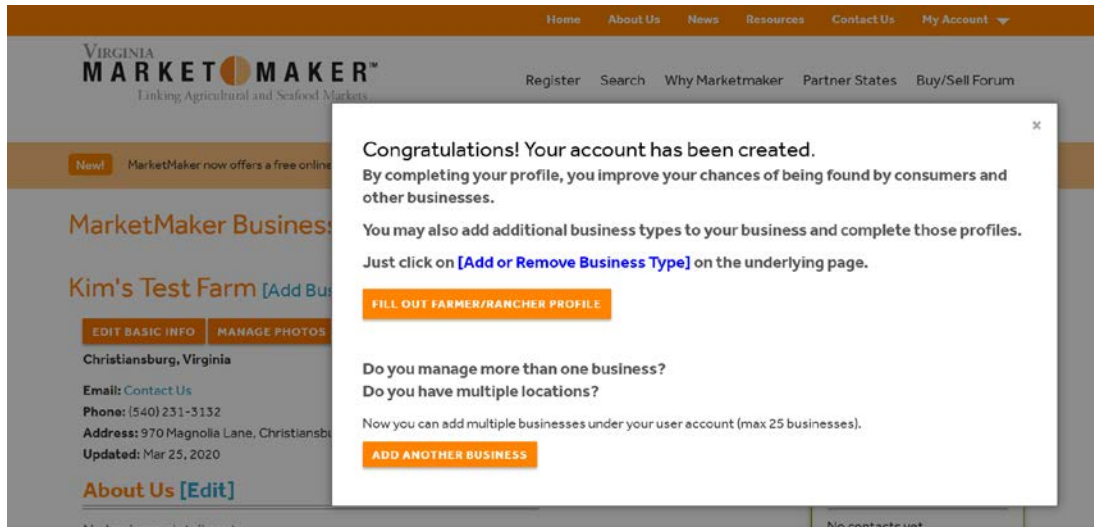 Home About Us News Resources Contact Us My Account
VIRGINIA
MARKET MAKER™
Linking Agricultural and Seafood Markets
Register Search Why Marketmaker Partner States Buy/Sell Forum
×
New! MarketMaker now offers a free online
Congratulations! Your account has been created.
By completing your profile, you improve your chances of being found by consumers and
other businesses.
You may also add additional business types to your business and complete those profiles.
Just click on [Add or Remove Business Type] on the underlying page.
FILL OUT FARMER/RANCHER PROFILE
Do you manage more than one business?
Do you have multiple locations?
Now you can add multiple businesses under your user account (max 25 businesses).
ADD ANOTHER BUSINESS
MarketMaker Business
Kim's Test Farm [Add Bu
EDIT BASIC INFO MANAGE PHOTOS
Christiansburg, Virginia
Email: Contact Us
Phone: (540) 231-3132
Address: 970 Magnolia Lane, Christiansb
Updated: Mar 25, 2020
About Us [Edit]
No contacts yet